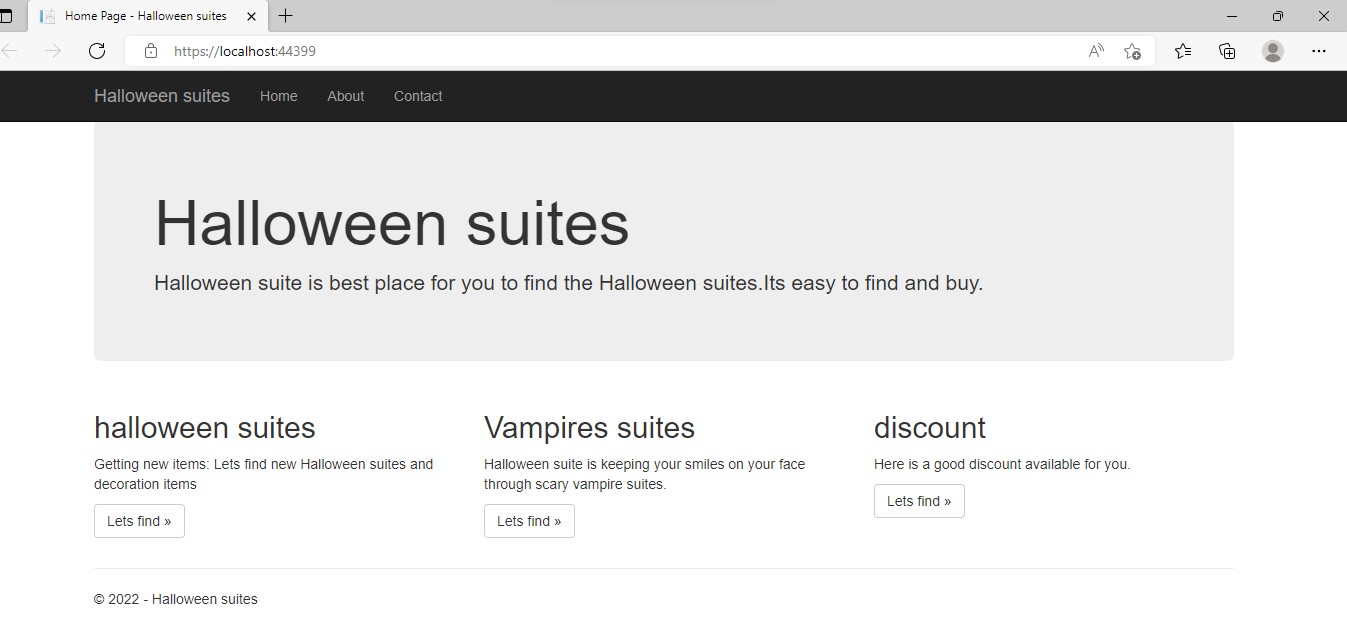 Home Page - Halloween suites
https://localhost:44399
Halloween suites Home About Contact
Halloween suites
Halloween suite is best place for you to find the Halloween suites.Its easy to find and buy.
halloween suites
Getting new items: Lets find new Halloween suites and
decoration items
Lets find »
Vampires suites
Halloween suite is keeping your smiles on your face
through scary vampire suites.
Lets find »
discount
Here is a good discount available for you.
Lets find »
© 2022 - Halloween suites